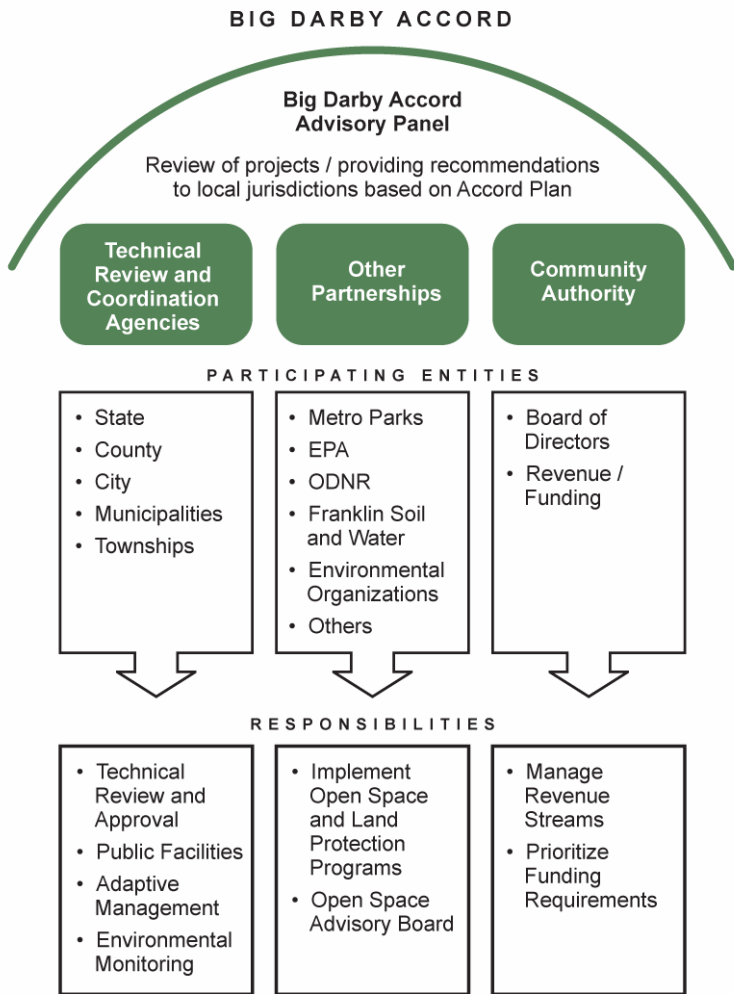 BIG DARBY ACCORD
Big Darby Accord
Advisory Panel
Review of projects / providing recommendations
to local jurisdictions based on Accord Plan
Technical
Review and
Coordination
Agencies
Other
Partnerships
Community
Authority
PARTICIPATING ENTITIES
• State
• County
• City
• Municipalities
• Townships
• Metro Parks
• EPA
• ODNR
• Franklin Soil
and Water
• Environmental
Organizations
• Others
• Board of
Directors
• Revenue /
Funding
RESPONSIBILITIES
• Technical
Review and
Approval
• Public Facilities
• Adaptive
Management
• Environmental
Monitoring
• Implement
Open Space
and Land
Protection
Programs
• Open Space
Advisory Board
• Manage
Revenue
Streams
• Prioritize
Funding
Requirements